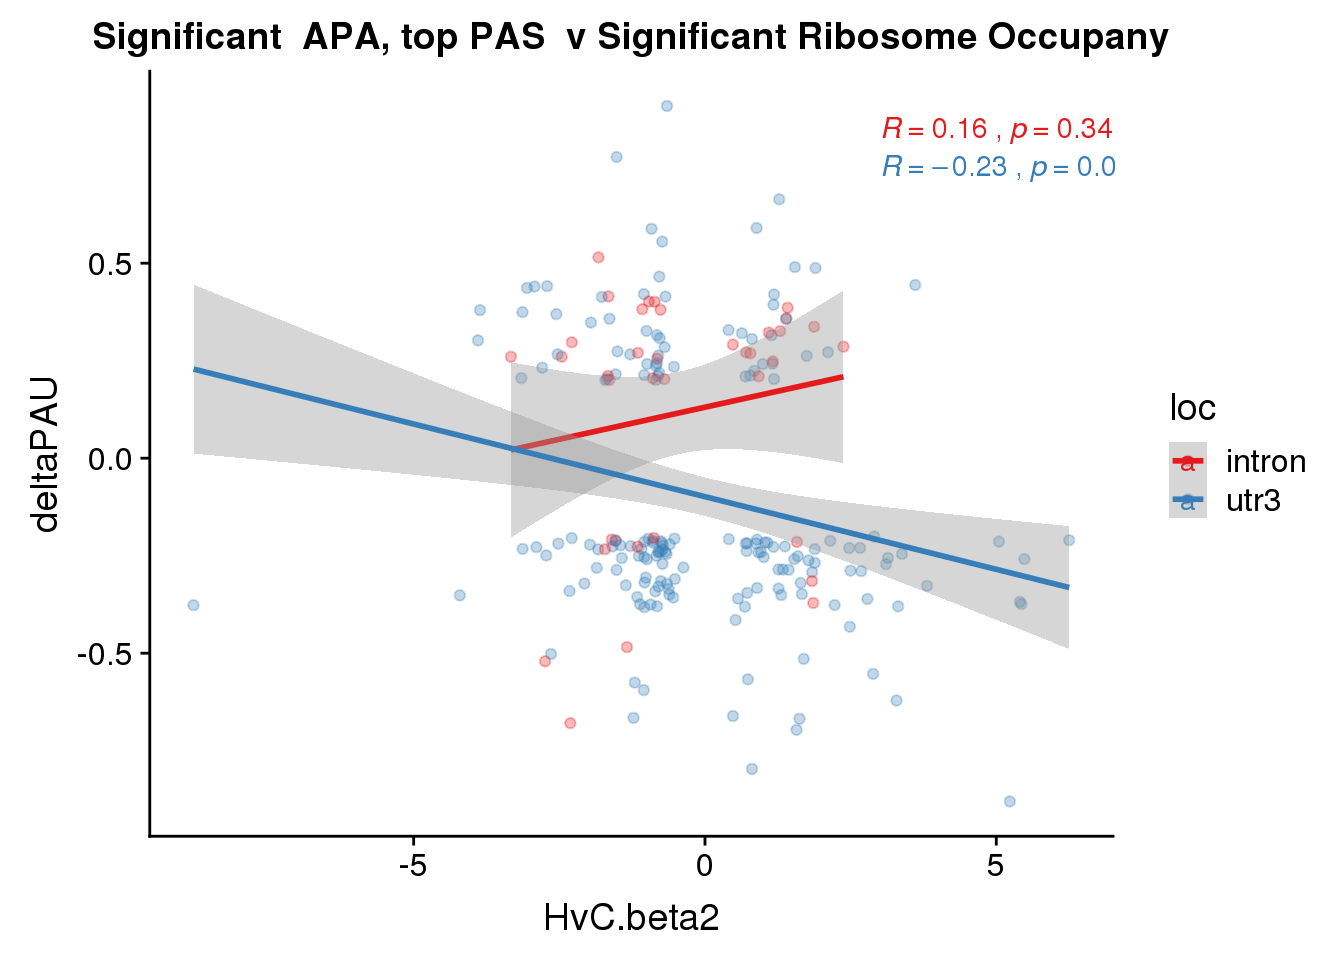 Significant  APA, top PAS  v Significant Ribosome Occupany
R = 0.16 , p = 0.34
R = −0.23 , p = 0.0
0.5
0.0
-0.5
deltaPAU
-5 0 5
HvC.beta2
loc
a intron
a utr3